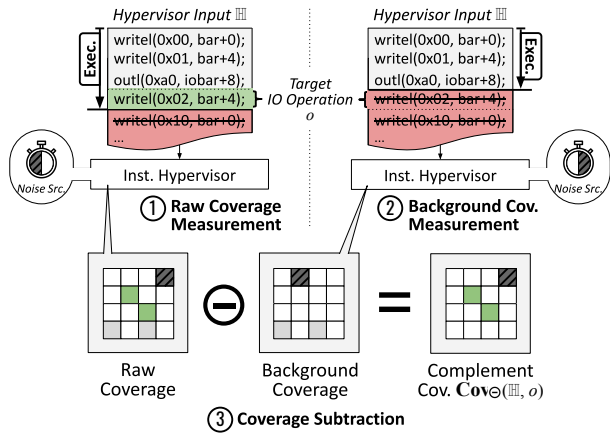 Hypervisor Input ℍ
Hypervisor Input ℍ
Exec.
writel(0x00, bar+0);
writel(0x01, bar+4);
outl(0xa0, iobar+8);
writel(0x02, bar+4);
writel(0x10, bar+0);
...
Target
IO Operation
o
writel(0x00, bar+0);
writel(0x01, bar+4);
outl(0xa0, iobar+8);
writel(0x02, bar+4);
writel(0x10, bar+0);
...
Exec.
Noise Src.
Inst. Hypervisor
Inst. Hypervisor
Noise Src.
1 Raw Coverage
Measurement
2 Background Cov.
Measurement
Raw
Coverage
Background
Coverage
Complement
Cov. Cov⊖(ℍ, o)
3 Coverage Subtraction